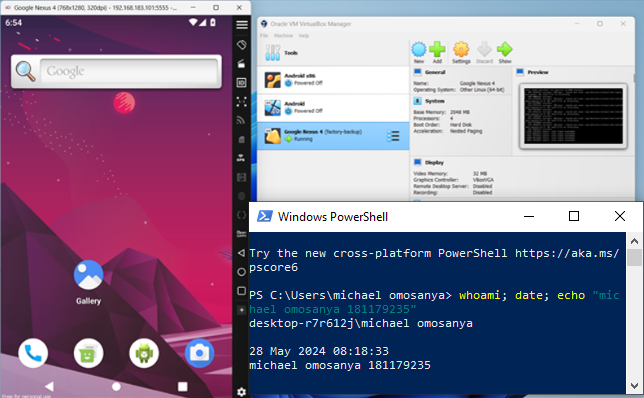 Google Nexus 4 (768x1280, 320dpi) - 192.168.183.101:5555 -...
6:54
Google
Gallery
Free for personal use
Oracle VM VirtualBox Manager
File Machine Help
Tools
Android x86
Powered Off
Android
Powered Off
Google Nexus 4 (factory-backup)
Running
New Add Settings Discard Show
General
Name: Google Nexus 4
Operating System: Other Linux (64-bit)
System
Base Memory: 2048 MB
Processors: 4
Boot Order: Hard Disk
Acceleration: Nested Paging
Display
Video Memory: 32 MB
Graphics Controller: VBoxVGA
Remote Desktop Server: Disabled
Recording: Disabled
Preview
Windows PowerShell
Try the new cross-platform PowerShell https://aka.ms/
pscore6
PS C:\Users\michael omosanya> whoami; date; echo "mic
hael omosanya 181179235"
desktop-r7r612j\michael omosanya
28 May 2024 08:18:33
michael omosanya 181179235